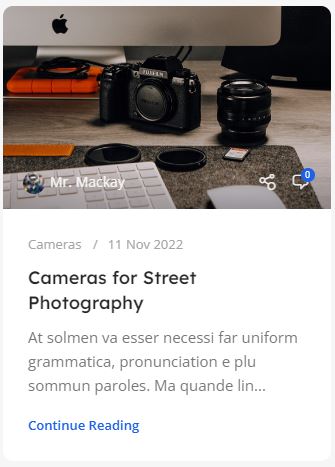 FUJIFILM
Mr. Mackay
0
Cameras / 11 Nov 2022
Cameras for Street
Photography
At solmen va esser necessi far uniform
grammatica, pronunciation e plu
sommun paroles. Ma quande lin...
Continue Reading